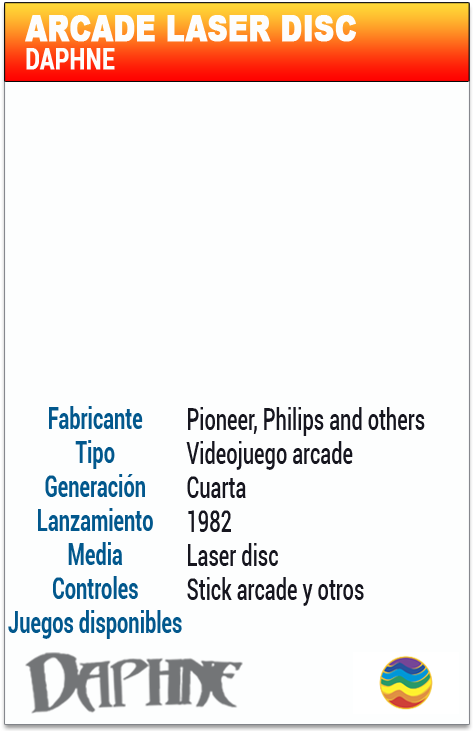 ARCADE LASER DISC
DAPHNE
Fabricante Pioneer, Philips and others
Tipo Videojuego arcade
Generación Cuarta
Lanzamiento 1982
Media Laser disc
Controles Stick arcade y otros
Juegos disponibles
DAPHNE